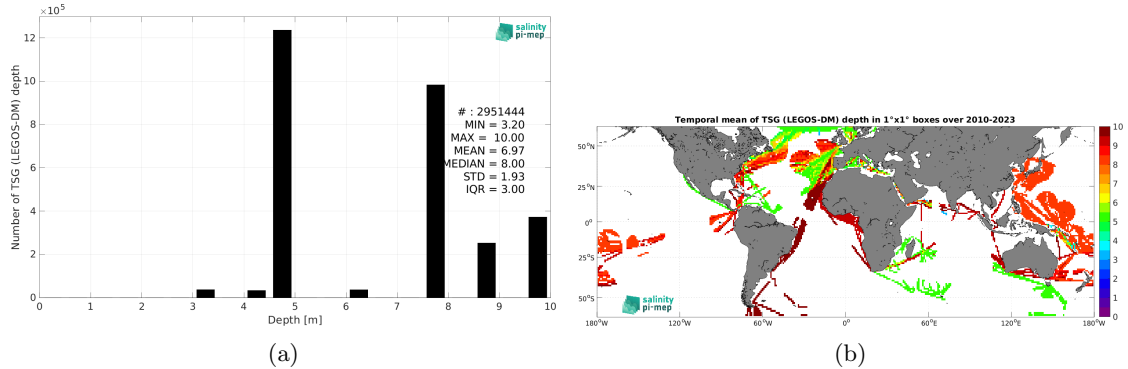 ×10⁵
12
10
8
6
4
2
0
Number of TSG (LEGOS-DM) depth
0 1 2 3 4 5 6 7 8 9 10
Depth [m]
salinity
pi-mep
# : 2951444
MIN = 3.20
MAX = 10.00
MEAN = 6.97
MEDIAN = 8.00
STD = 1.93
IQR = 3.00
(a)
Temporal mean of TSG (LEGOS-DM) depth in 1°x1° boxes over 2010-2023
50°N
25°N
0°
25°S
50°S
180°W 120°W 60°W 0° 60°E 120°E 180°E
salinity
pi-mep
10
9
8
7
6
5
4
3
2
1
0
(b)